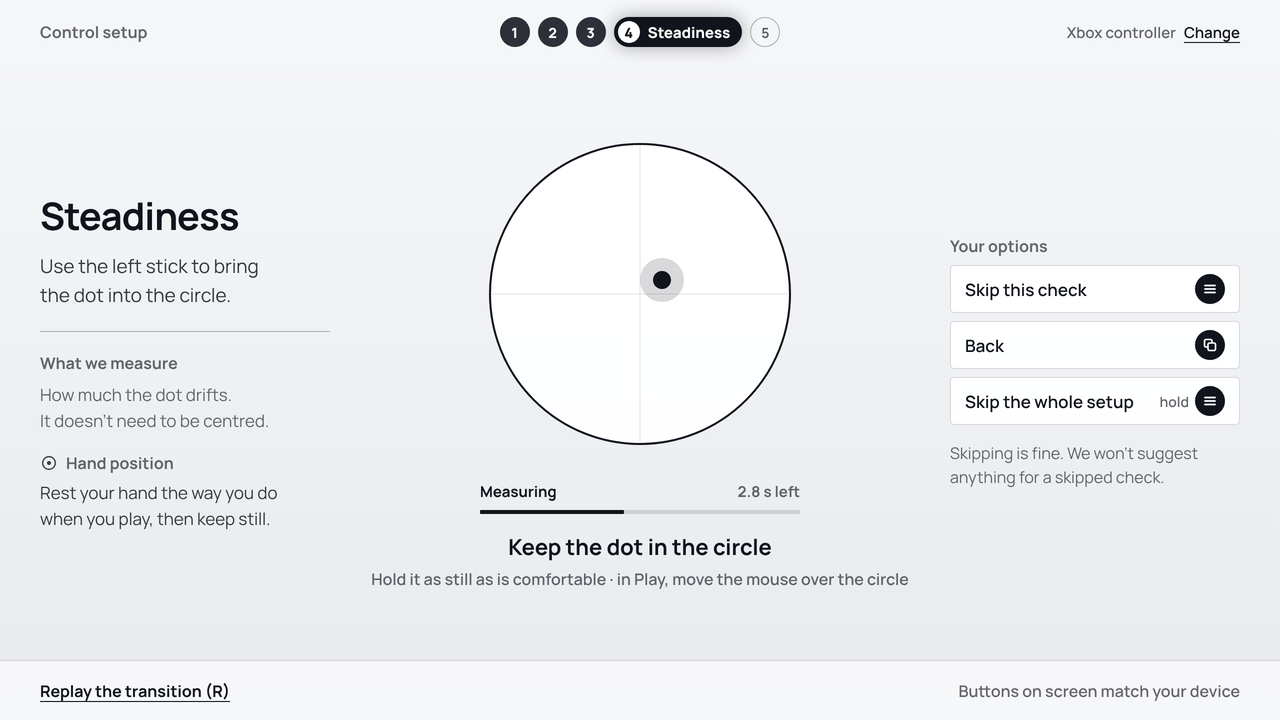 Control setup
1 2 3 4 Steadiness 5
Xbox controller Change
Steadiness
Use the left stick to bring
the dot into the circle.
What we measure
How much the dot drifts.
It doesn't need to be centred.
Hand position
Rest your hand the way you do
when you play, then keep still.
Measuring 2.8 s left
Keep the dot in the circle
Hold it as still as is comfortable · in Play, move the mouse over the circle
Your options
Skip this check
Back
Skip the whole setup hold
Skipping is fine. We won't suggest
anything for a skipped check.
Replay the transition (R)
Buttons on screen match your device